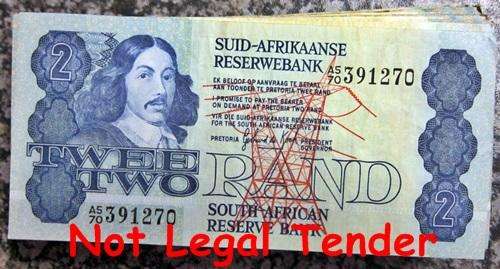 SUID-AFRIKAANSE
RESERWEBANK
2
AS
70 391270
EK BELOOF OP AANVRAAG TE BETAAL
AAN TOONDER TE PRETORIA TWEE RAND
I PROMISE TO PAY THE BEARER
ON DEMAND AT PRETORIA TWO RAND
VIR DIE SUID-AFRIKAANSE RESERWEBANK
FOR THE SOUTH AFRICAN RESERVE BANK
PRETORIA
PRESIDENT
GOVERNOR
TWEE
TWO RAND
AS
70 391270
2
SOUTH AFRICAN
RESERVE BANK
Not Legal Tender